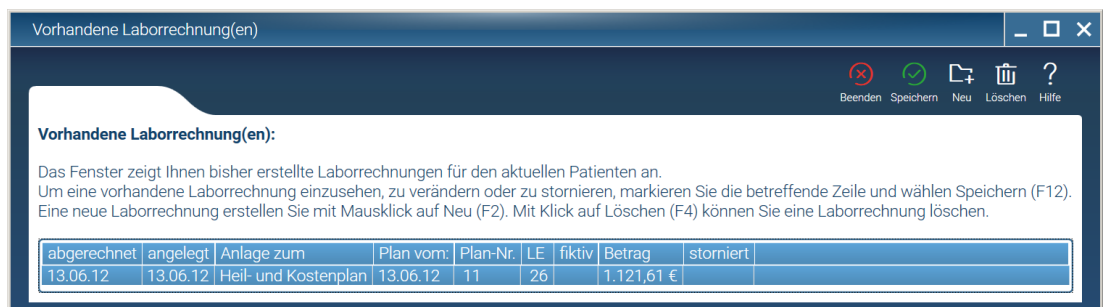 Vorhandene Laborrechnung(en)
Beenden Speichern Neu Löschen Hilfe
Vorhandene Laborrechnung(en):
Das Fenster zeigt Ihnen bisher erstellte Laborrechnungen für den aktuellen Patienten an.
Um eine vorhandene Laborrechnung einzusehen, zu verändern oder zu stornieren, markieren Sie die betreffende Zeile und wählen Speichern (F12).
Eine neue Laborrechnung erstellen Sie mit Mausklick auf Neu (F2). Mit Klick auf Löschen (F4) können Sie eine Laborrechnung löschen.
abgerechnet angelegt Anlage zum Plan vom: Plan-Nr. LE fiktiv Betrag storniert
13.06.12 13.06.12 Heil- und Kostenplan 13.06.12 11 26 1.121,61 €